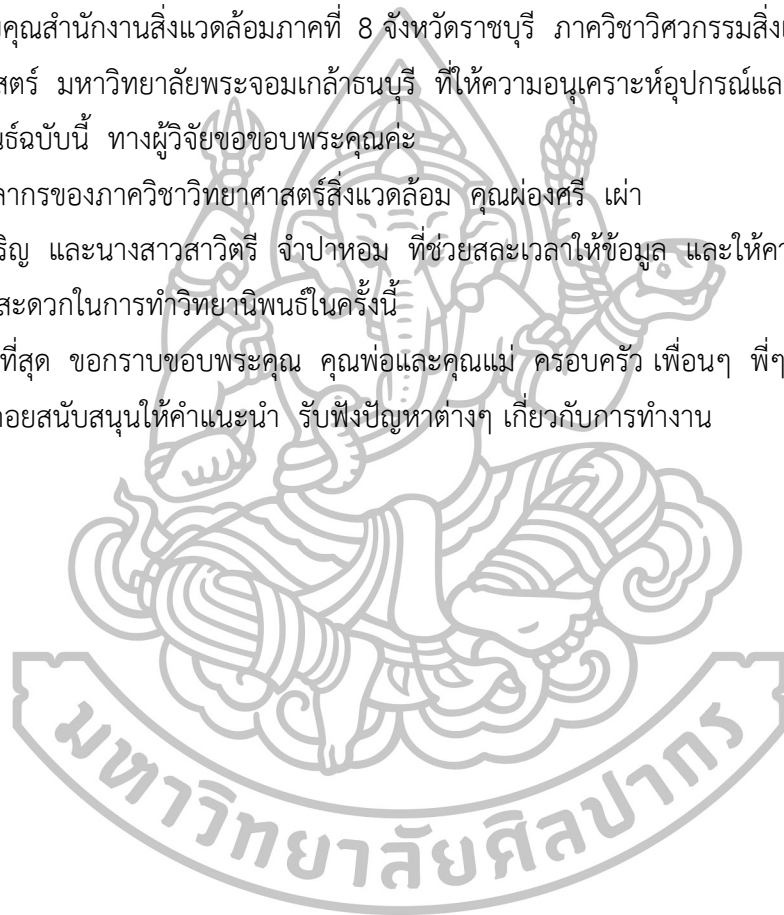 คุณสำนักงานสิ่งแวดล้อมภาคที่ 8 จังหวัดราชบุรี ภาควิชาวิศวกรรมสิ่ง
ศาสตร์ มหาวิทยาลัยพระจอมเกล้าธนบุรี ที่ให้ความอนุเคราะห์อุปกรณ์และ
ฉบับนี้ ทางผู้วิจัยขอขอบพระคุณค่ะ
ลากรของภาควิชาวิทยาศาสตร์สิ่งแวดล้อม คุณผ่องศรี เผ่า
ริญ และนางสาวสาวิตรี จำปาหอม ที่ช่วยสละเวลาให้ข้อมูล และให้
สะดวกในการทำวิทยานิพนธ์ในครั้งนี้
ที่สุด ขอกราบขอบพระคุณ คุณพ่อและคุณแม่ ครอบครัว เพื่อนๆ พี่ๆ
อยสนับสนุนให้คำแนะนำ รับฟังปัญหาต่างๆ เกี่ยวกับการทำงาน
มหาวิทยาลัยศิลปากร